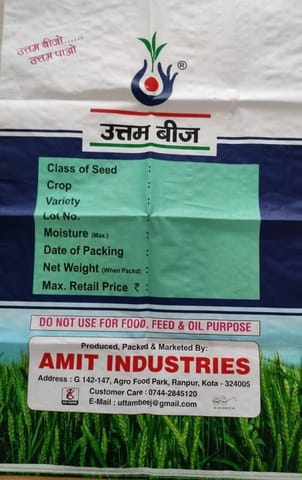 उत्तम बीजो......
उत्तम पाओ
®
उत्तम बीज
Class of Seed :
Crop :
Variety :
Lot No. :
Moisture (Max.) :
Date of Packing :
Net Weight (When Packd) :
Max. Retail Price ₹ :
DO NOT USE FOR FOOD, FEED & OIL PURPOSE
Produced, Packed & Marketed By:
AMIT INDUSTRIES
Address : G 142-147, Agro Food Park, Ranpur, Kota - 324005
Customer Care : 0744-2845120
E-Mail : uttambeej@gmail.com